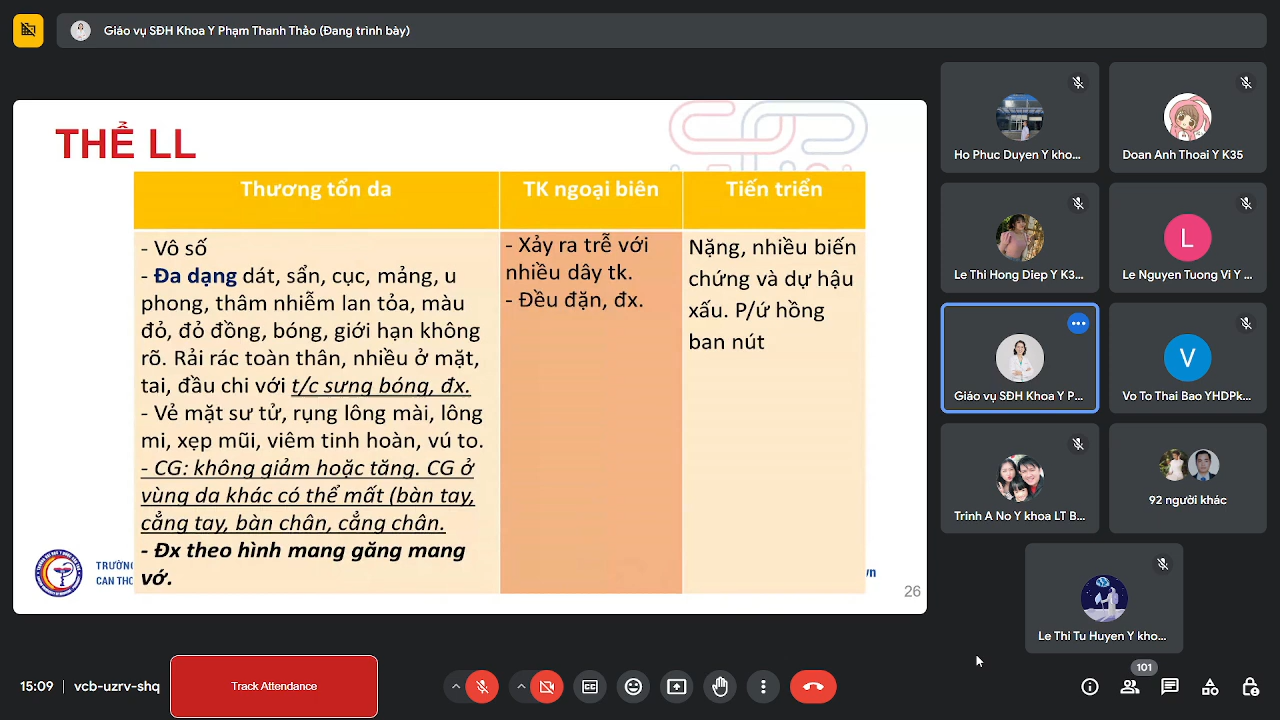 Giáo vụ SĐH Khoa Y Phạm Thanh Thảo (Đang trình bày)
THỂ LL
Thương tổn da
TK ngoại biên
Tiến triển
- Vô số
- Đa dạng dát, sẩn, cục, mảng, u
phong, thâm nhiễm lan tỏa, màu
đỏ, đỏ đồng, bóng, giới hạn không
rõ. Rải rác toàn thân, nhiều ở mặt,
tai, đầu chi với t/c sưng bóng, đx.
- Vẻ mặt sư tử, rụng lông mài, lông
mi, xẹp mũi, viêm tinh hoàn, vú to.
- CG: không giảm hoặc tăng. CG ở
vùng da khác có thể mất (bàn tay,
cẳng tay, bàn chân, cẳng chân.
- Đx theo hình mang găng mang
vớ.
- Xảy ra trễ với
nhiều dây tk.
- Đều đặn, đx.
Nặng, nhiều biến
chứng và dự hậu
xấu. P/ứ hồng
ban nút
TRƯỜNG
CAN THO
vn
26
Ho Phuc Duyen Y kho...
Doan Anh Thoai Y K35
Le Thi Hong Diep Y K3...
L
Le Nguyen Tuong Vi Y ...
Giáo vụ SĐH Khoa Y P...
V
Vo To Thai Bao YHDPk...
Trinh A No Y khoa LT B...
92 người khác
Le Thi Tu Huyen Y kho...
15:09
vcb-uzrv-shq
Track Attendance
101